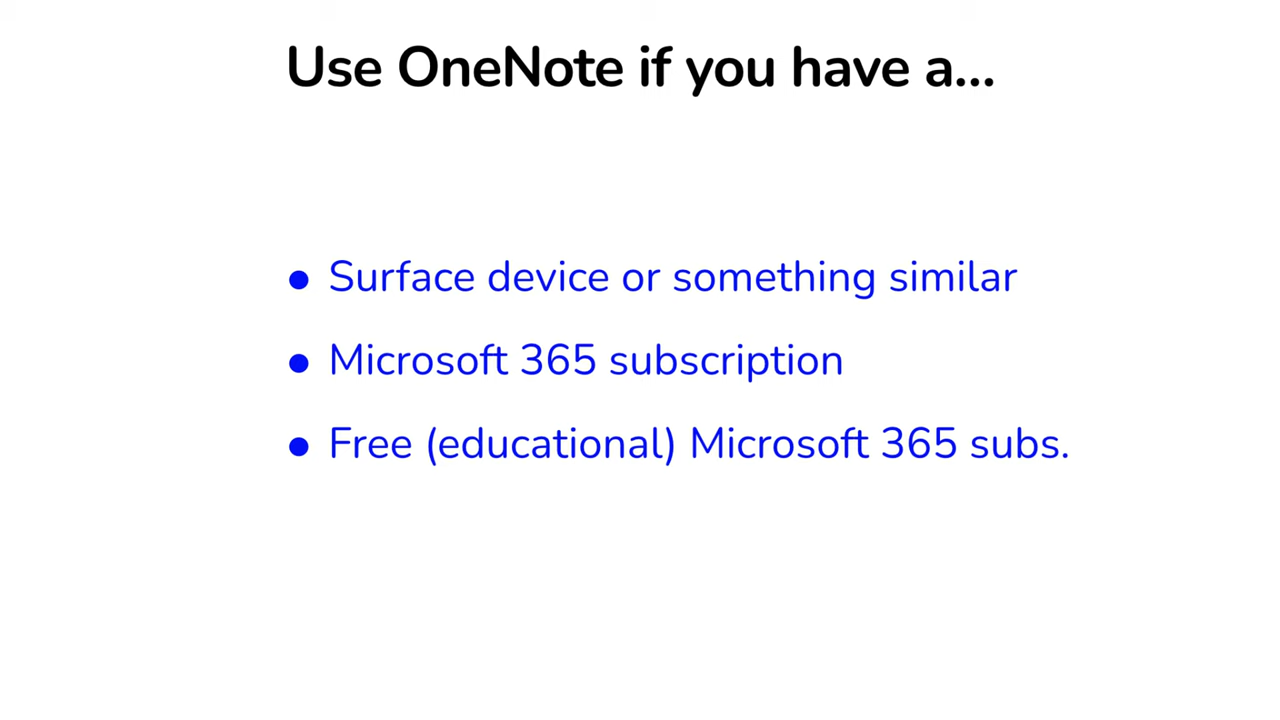 Use OneNote if you have a...
• Surface device or something similar
• Microsoft 365 subscription
• Free (educational) Microsoft 365 subs.